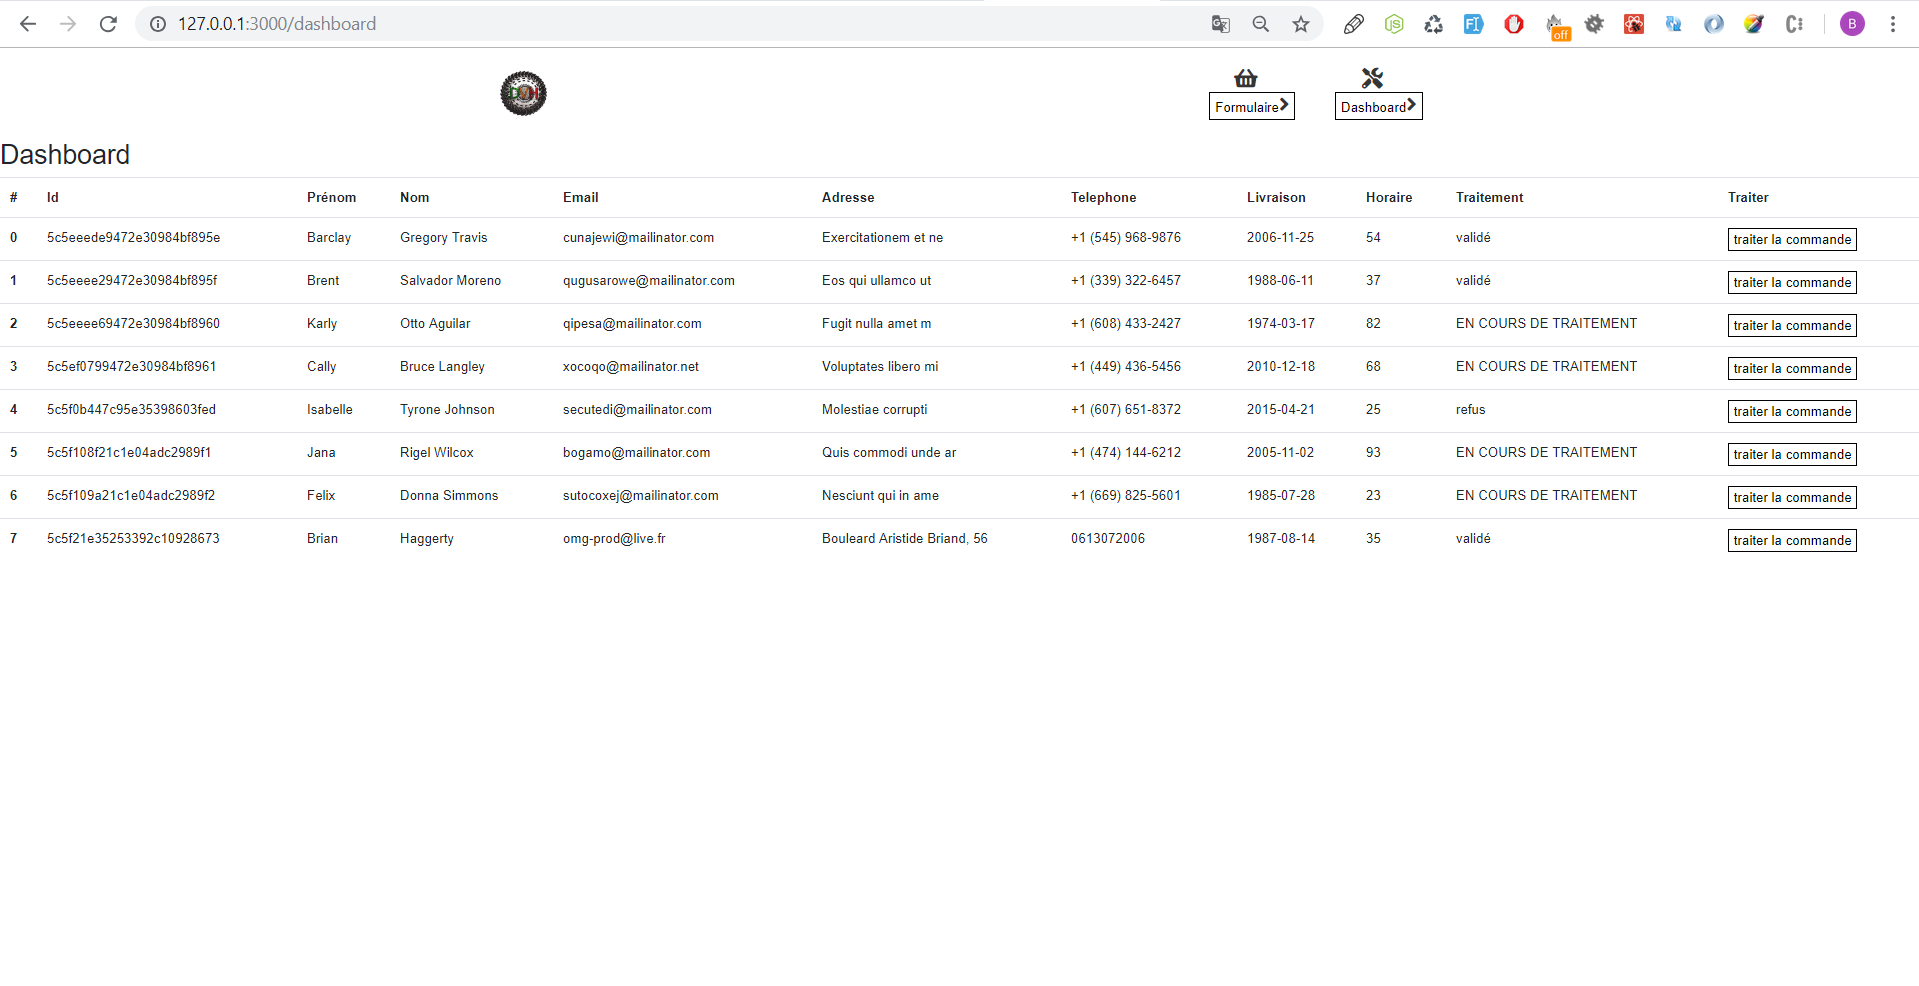 127.0.0.1:3000/dashboard
off
B
Formulaire
Dashboard
Dashboard
# Id Prénom Nom Email Adresse Telephone Livraison Horaire Traitement Traiter
0 5c5eeede9472e30984bf895e Barclay Gregory Travis cunajewi@mailinator.com Exercitationem et ne +1 (545) 968-9876 2006-11-25 54 validé traiter la commande
1 5c5eeee29472e30984bf895f Brent Salvador Moreno qugusarowe@mailinator.com Eos qui ullamco ut +1 (339) 322-6457 1988-06-11 37 validé traiter la commande
2 5c5eeee69472e30984bf8960 Karly Otto Aguilar qipesa@mailinator.com Fugit nulla amet m +1 (608) 433-2427 1974-03-17 82 EN COURS DE TRAITEMENT traiter la commande
3 5c5ef0799472e30984bf8961 Cally Bruce Langley xocoqo@mailinator.net Voluptates libero mi +1 (449) 436-5456 2010-12-18 68 EN COURS DE TRAITEMENT traiter la commande
4 5c5f0b447c95e35398603fed Isabelle Tyrone Johnson secutedi@mailinator.com Molestiae corrupti +1 (607) 651-8372 2015-04-21 25 refus traiter la commande
5 5c5f108f21c1e04adc2989f1 Jana Rigel Wilcox bogamo@mailinator.com Quis commodi unde ar +1 (474) 144-6212 2005-11-02 93 EN COURS DE TRAITEMENT traiter la commande
6 5c5f109a21c1e04adc2989f2 Felix Donna Simmons sutocoxej@mailinator.com Nesciunt qui in ame +1 (669) 825-5601 1985-07-28 23 EN COURS DE TRAITEMENT traiter la commande
7 5c5f21e35253392c10928673 Brian Haggerty omg-prod@live.fr Bouleard Aristide Briand, 56 0613072006 1987-08-14 35 validé traiter la commande